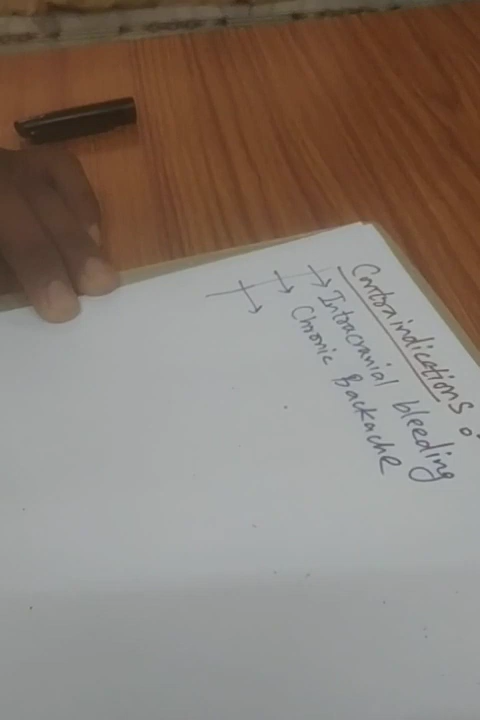 Contraindications :
→ Intracranial bleeding
→ Chronic Backache
→